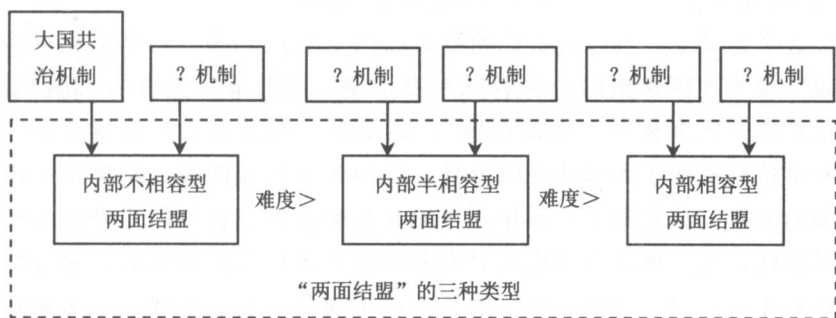 大国共
治机制
？机制
？机制
？机制
？机制
？机制
内部不相容型
两面结盟
难度＞
内部半相容型
两面结盟
难度＞
内部相容型
两面结盟
“两面结盟”的三种类型